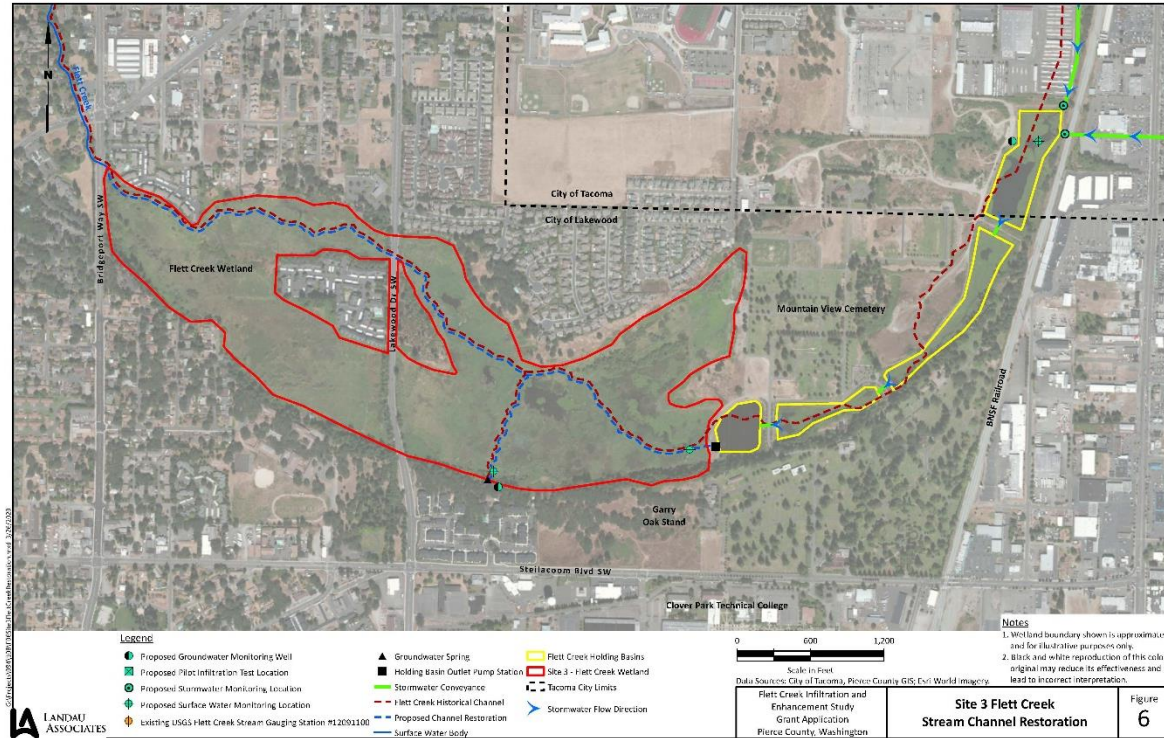 N
Flett Creek
Bridgeport Way SW
City of Tacoma
City of Lakewood
Flett Creek Wetland
Lakewood Dr SW
Mountain View Cemetery
BNSF Railroad
Garry
Oak Stand
Steilacoom Blvd SW
Clover Park Technical College
Legend
Proposed Groundwater Monitoring Well
Proposed Pilot Infiltration Test Location
Proposed Stormwater Monitoring Location
Proposed Surface Water Monitoring Location
Existing USGS Flett Creek Stream Gauging Station #12091100
Groundwater Spring
Holding Basin Outlet Pump Station
Stormwater Conveyance
Flett Creek Historical Channel
Proposed Channel Restoration
Surface Water Body
Flett Creek Holding Basins
Site 3 - Flett Creek Wetland
Tacoma City Limits
Stormwater Flow Direction
0 600 1,200
Scale in Feet
Data Sources: City of Tacoma, Pierce County GIS; Esri World Imagery.
Notes
1. Wetland boundary shown is approximate
and for illustrative purposes only.
2. Black and white reproduction of this color
original may reduce its effectiveness and
lead to incorrect interpretation.
LA LANDAU
ASSOCIATES
Flett Creek Infiltration and
Enhancement Study
Grant Application
Pierce County, Washington
Site 3 Flett Creek
Stream Channel Restoration
Figure
6